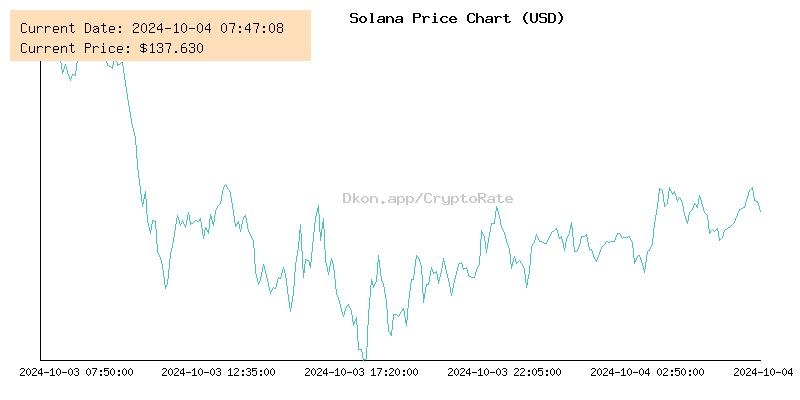 Solana Price Chart (USD)
Current Date: 2024-10-04 07:47:08
Current Price: $137.630
Dkon.app/CryptoRate
2024-10-03 07:50:00 2024-10-03 12:35:00 2024-10-03 17:20:00 2024-10-03 22:05:00 2024-10-04 02:50:00 2024-10-04